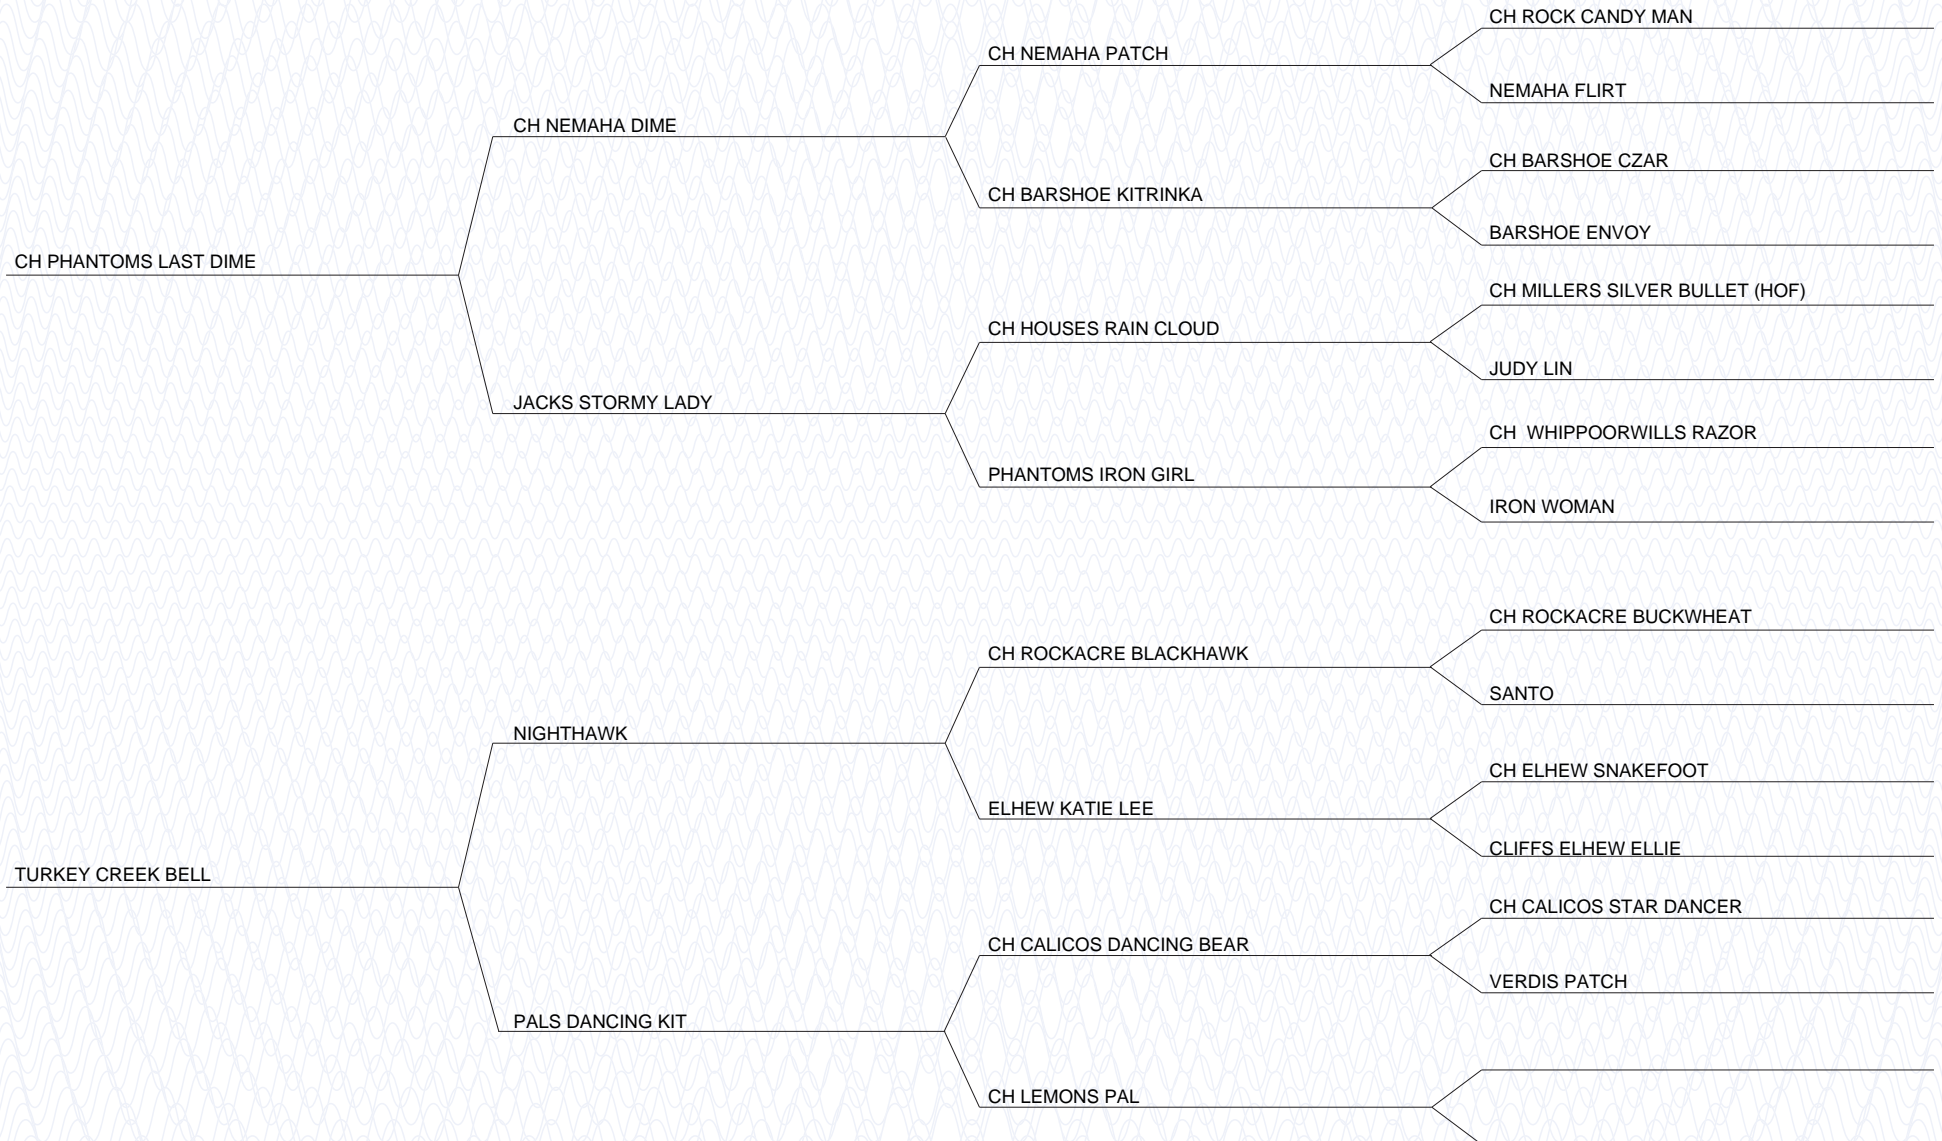 CH ROCK CANDY MAN
CH NEMAHA PATCH
NEMAHA FLIRT
CH NEMAHA DIME
CH BARSHOE CZAR
CH BARSHOE KITRINKA
BARSHOE ENVOY
CH PHANTOMS LAST DIME
CH MILLERS SILVER BULLET (HOF)
CH HOUSES RAIN CLOUD
JUDY LIN
JACKS STORMY LADY
CH  WHIPPOORWILLS RAZOR
PHANTOMS IRON GIRL
IRON WOMAN
CH ROCKACRE BUCKWHEAT
CH ROCKACRE BLACKHAWK
SANTO
NIGHTHAWK
CH ELHEW SNAKEFOOT
ELHEW KATIE LEE
CLIFFS ELHEW ELLIE
TURKEY CREEK BELL
CH CALICOS STAR DANCER
CH CALICOS DANCING BEAR
VERDIS PATCH
PALS DANCING KIT
CH LEMONS PAL